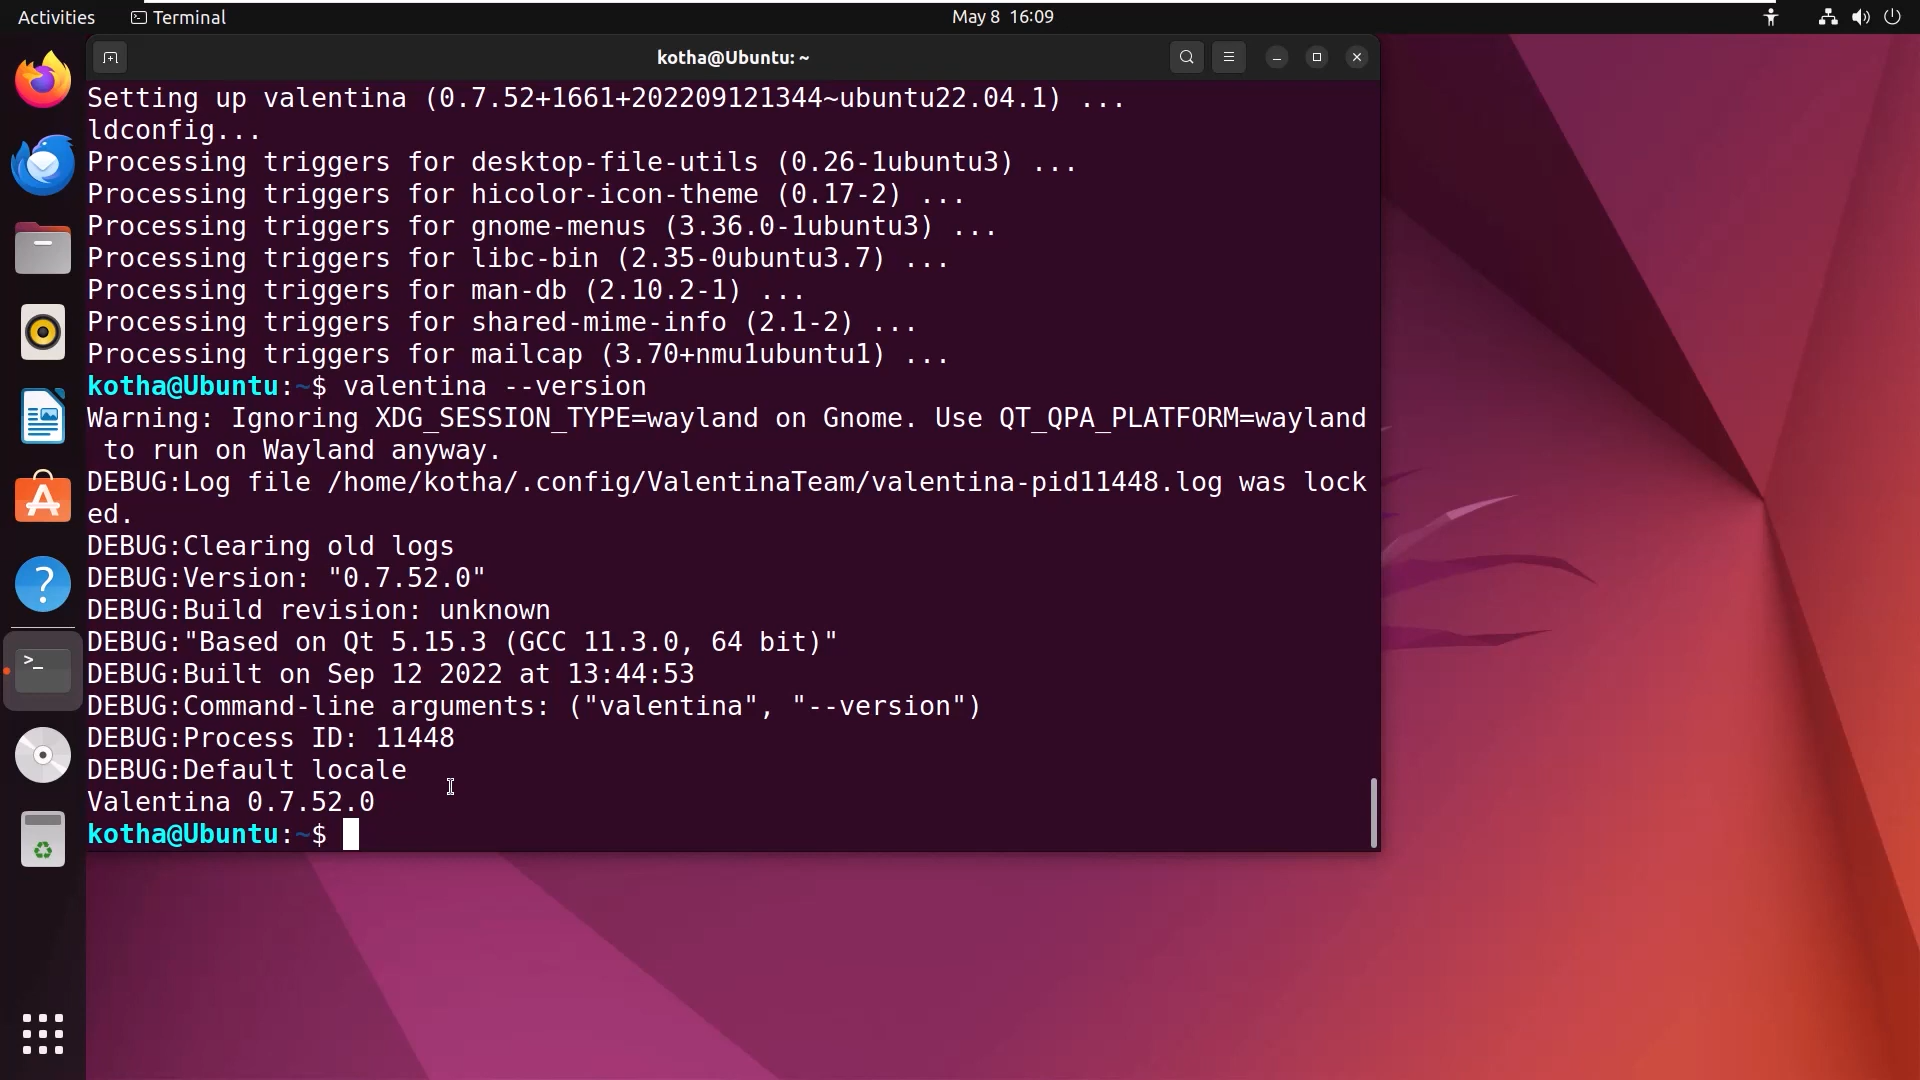 Activities Terminal May 8 16:09
kotha@Ubuntu: ~
Setting up valentina (0.7.52+1661+202209121344~ubuntu22.04.1) ...
ldconfig...
Processing triggers for desktop-file-utils (0.26-1ubuntu3) ...
Processing triggers for hicolor-icon-theme (0.17-2) ...
Processing triggers for gnome-menus (3.36.0-1ubuntu3) ...
Processing triggers for libc-bin (2.35-0ubuntu3.7) ...
Processing triggers for man-db (2.10.2-1) ...
Processing triggers for shared-mime-info (2.1-2) ...
Processing triggers for mailcap (3.70+nmu1ubuntu1) ...
kotha@Ubuntu:~$ valentina --version
Warning: Ignoring XDG_SESSION_TYPE=wayland on Gnome. Use QT_QPA_PLATFORM=wayland
to run on Wayland anyway.
DEBUG:Log file /home/kotha/.config/ValentinaTeam/valentina-pid11448.log was lock
ed.
DEBUG:Clearing old logs
DEBUG:Version: "0.7.52.0"
DEBUG:Build revision: unknown
DEBUG:"Based on Qt 5.15.3 (GCC 11.3.0, 64 bit)"
DEBUG:Built on Sep 12 2022 at 13:44:53
DEBUG:Command-line arguments: ("valentina", "--version")
DEBUG:Process ID: 11448
DEBUG:Default locale
Valentina 0.7.52.0
kotha@Ubuntu:~$